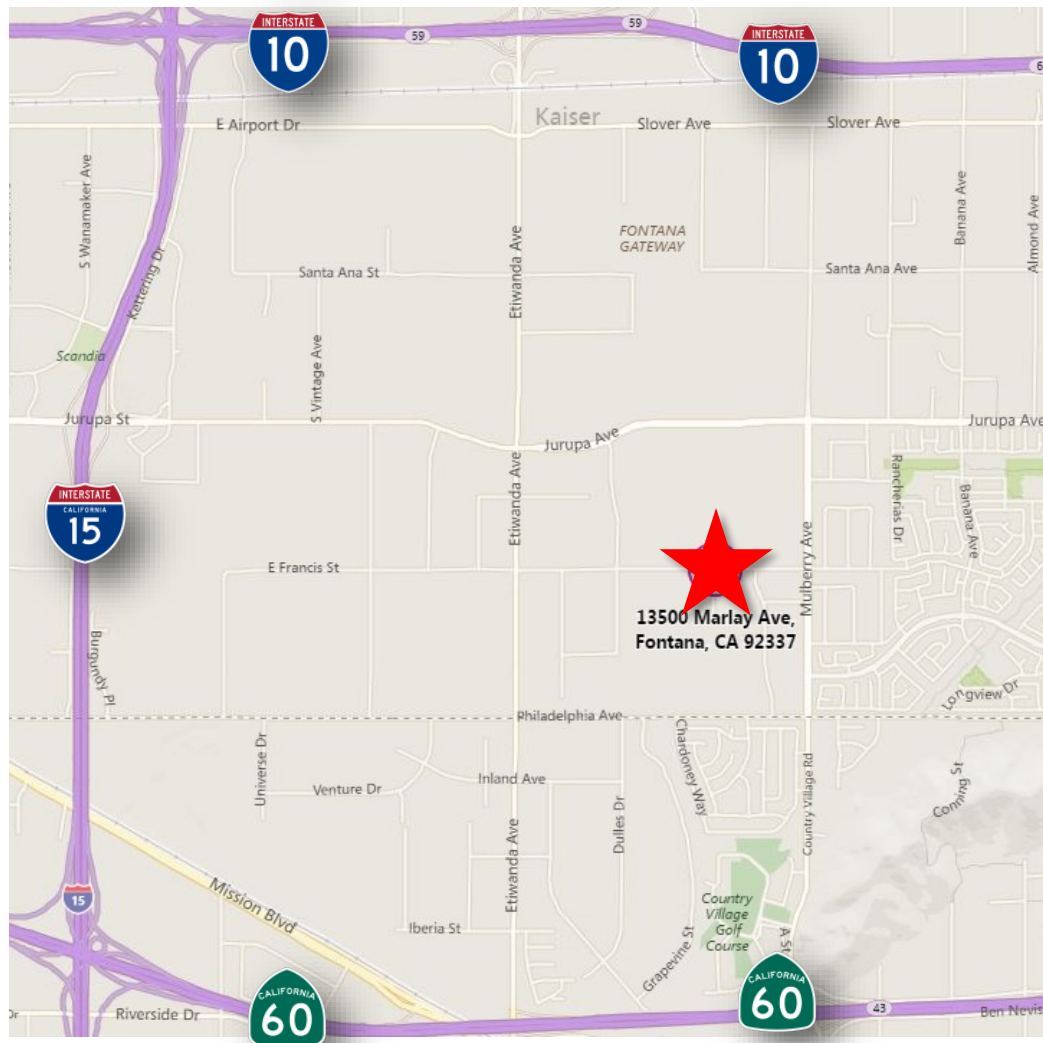 INTERSTATE
10
59
59
INTERSTATE
10
6
E Airport Dr
Kaiser
Slover Ave
Slover Ave
S Wanamaker Ave
Kettering Dr
Etiwanda Ave
FONTANA
GATEWAY
Banana Ave
Almond Ave
Santa Ana St
Santa Ana Ave
Scandia
S Vintage Ave
Jurupa St
Jurupa Ave
Jurupa Ave
Etiwanda Ave
Rancherias Dr
Banana Ave
INTERSTATE
CALIFORNIA
15
Mulberry Ave
E Francis St
13500 Marlay Ave,
Fontana, CA 92337
Burgundy Pl
Longview Dr
Philadelphia Ave
Chardoney Way
Universe Dr
Venture Dr
Inland Ave
Dulles Dr
Country Village Rd
Conning St
Etiwanda Ave
15
Mission Blvd
Iberia St
Country
Village
Golf
Course
A St
Grapevine St
Dr
Riverside Dr
CALIFORNIA
60
CALIFORNIA
60
43
Ben Nevis